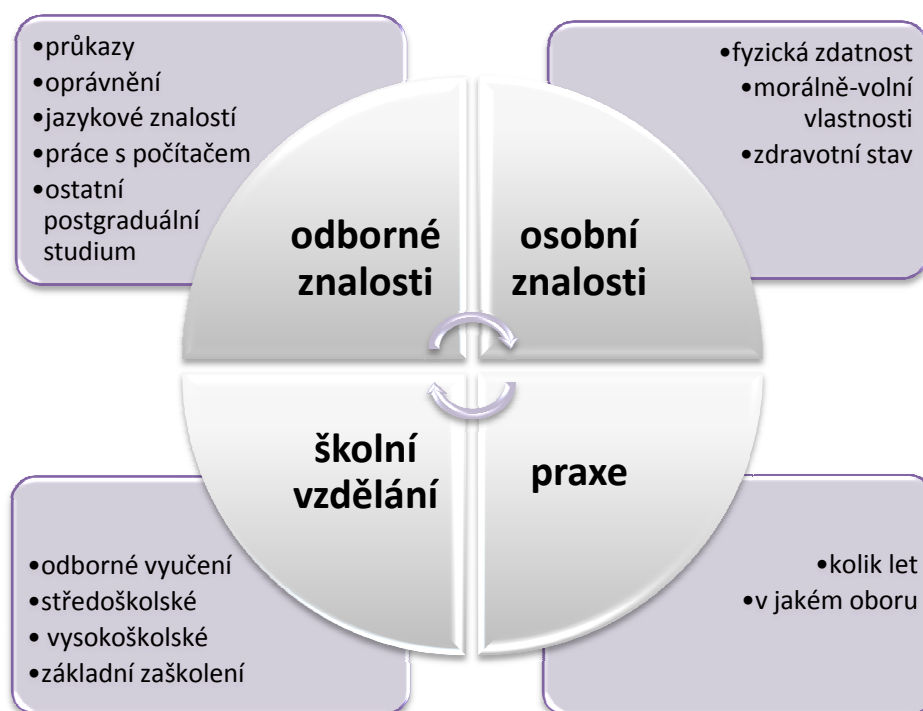 •průkazy
•oprávnění
•jazykové znalostí
•práce s počítačem
•ostatní
postgraduální
studium
•fyzická zdatnost
•morálně-volní
vlastnosti
•zdravotní stav
odborné
znalosti
osobní
znalosti
školní
vzdělání
praxe
•odborné vyučení
•středoškolské
• vysokoškolské
•základní zaškolení
•kolik let
•v jakém oboru